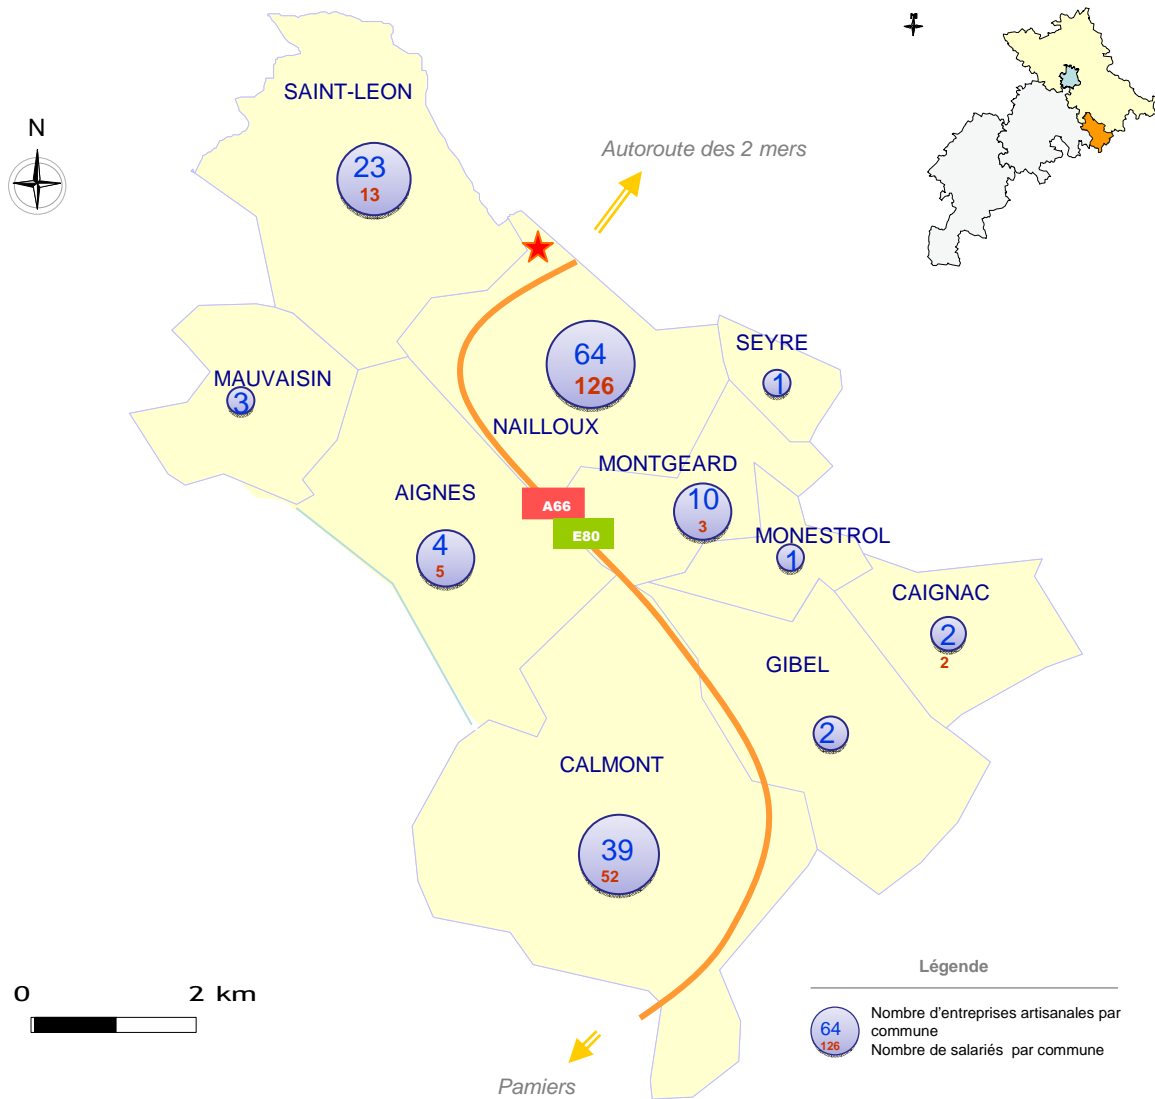 N
SAINT-LEON
23
13
N
Autoroute des 2 mers
64
126
NAILLOUX
SEYRE
1
MAUVAISIN
3
MONTGEARD
10
3
AIGNES
4
5
A66
E80
MONESTROL
1
CAIGNAC
2
2
GIBEL
2
CALMONT
39
52
0 2 km
Pamiers
Légende
64
126
Nombre d'entreprises artisanales par
commune
Nombre de salariés par commune